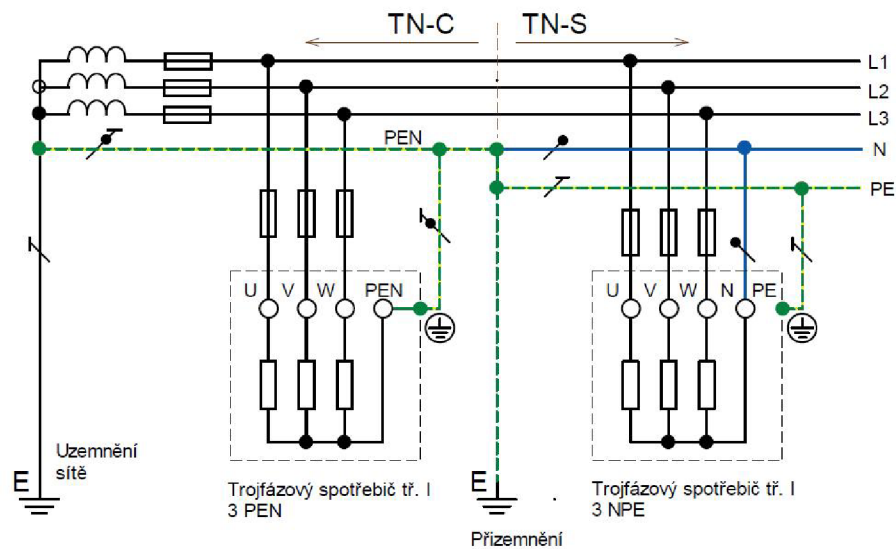 TN-C
TN-S
L1
L2
L3
PEN
N
PE
U V W PEN
U V W N PE
Uzemnění
sítě
E
E
Trojfázový spotřebič tř. I
3 PEN
Trojfázový spotřebič tř. I
3 NPE
Přizemnění